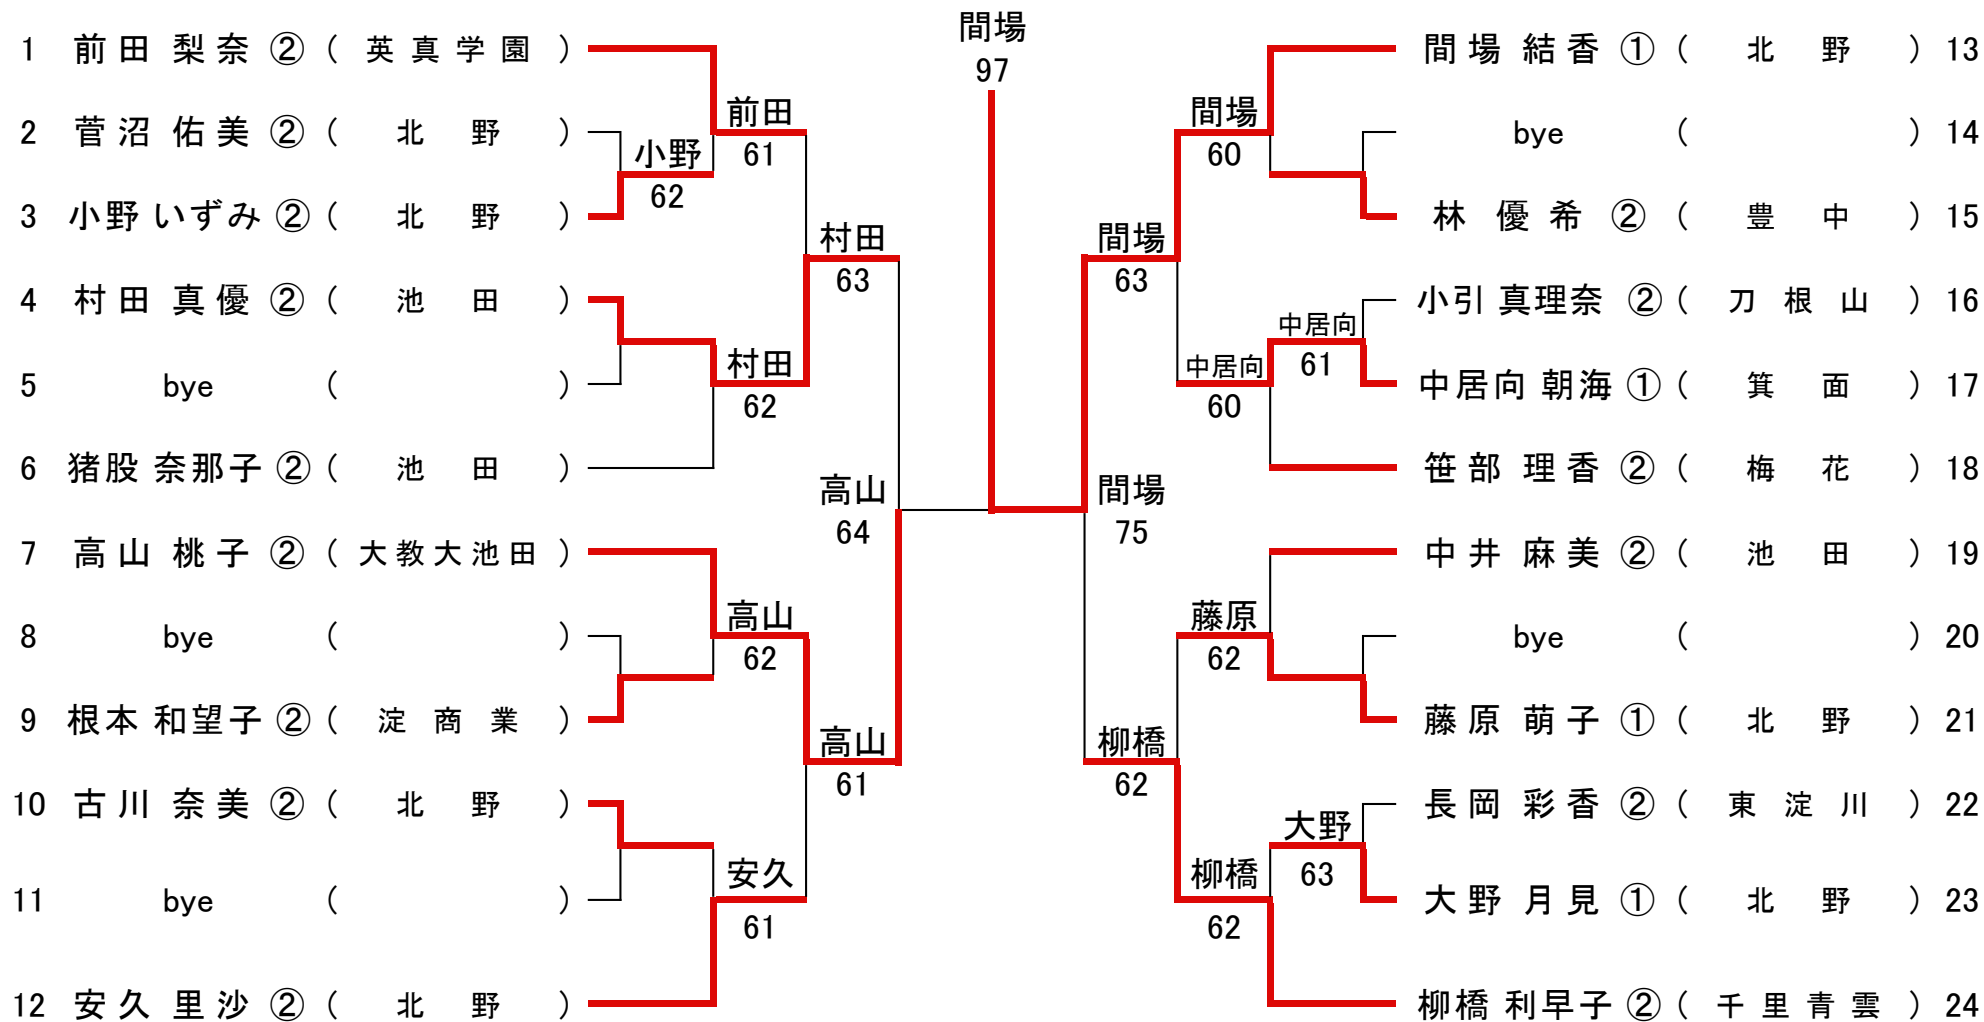 間場
97
1 前田 梨奈 ② ( 英真学園 )
2 菅沼 佑美 ② ( 北野 )
3 小野 いずみ ② ( 北野 )
4 村田 真優 ② ( 池田 )
5 bye ( )
6 猪股 奈那子 ② ( 池田 )
7 高山 桃子 ② ( 大教大池田 )
8 bye ( )
9 根本 和望子 ② ( 淀商業 )
10 古川 奈美 ② ( 北野 )
11 bye ( )
12 安久 里沙 ② ( 北野 )
小野
62
前田
61
村田
62
高山
62
安久
61
村田
63
高山
61
高山
64
間場
75
間場
63
柳橋
62
間場
60
中居向
60
藤原
62
柳橋
62
中居向
61
大野
63
間場 結香 ① ( 北野 ) 13
bye ( ) 14
林 優希 ② ( 豊中 ) 15
小引 真理奈 ② ( 刀根山 ) 16
中居向 朝海 ① ( 箕面 ) 17
笹部 理香 ② ( 梅花 ) 18
中井 麻美 ② ( 池田 ) 19
bye ( ) 20
藤原 萌子 ① ( 北野 ) 21
長岡 彩香 ② ( 東淀川 ) 22
大野 月見 ① ( 北野 ) 23
柳橋 利早子 ② ( 千里青雲 ) 24